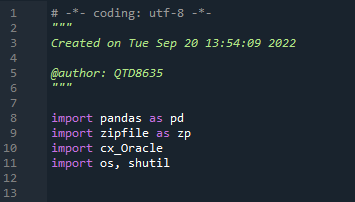 1 # -*- coding: utf-8 -*-
2 """
3 Created on Tue Sep 20 13:54:09 2022
4
5 @author: QTD8635
6 """
7
8 import pandas as pd
9 import zipfile as zp
10 import cx_Oracle
11 import os, shutil
12
13